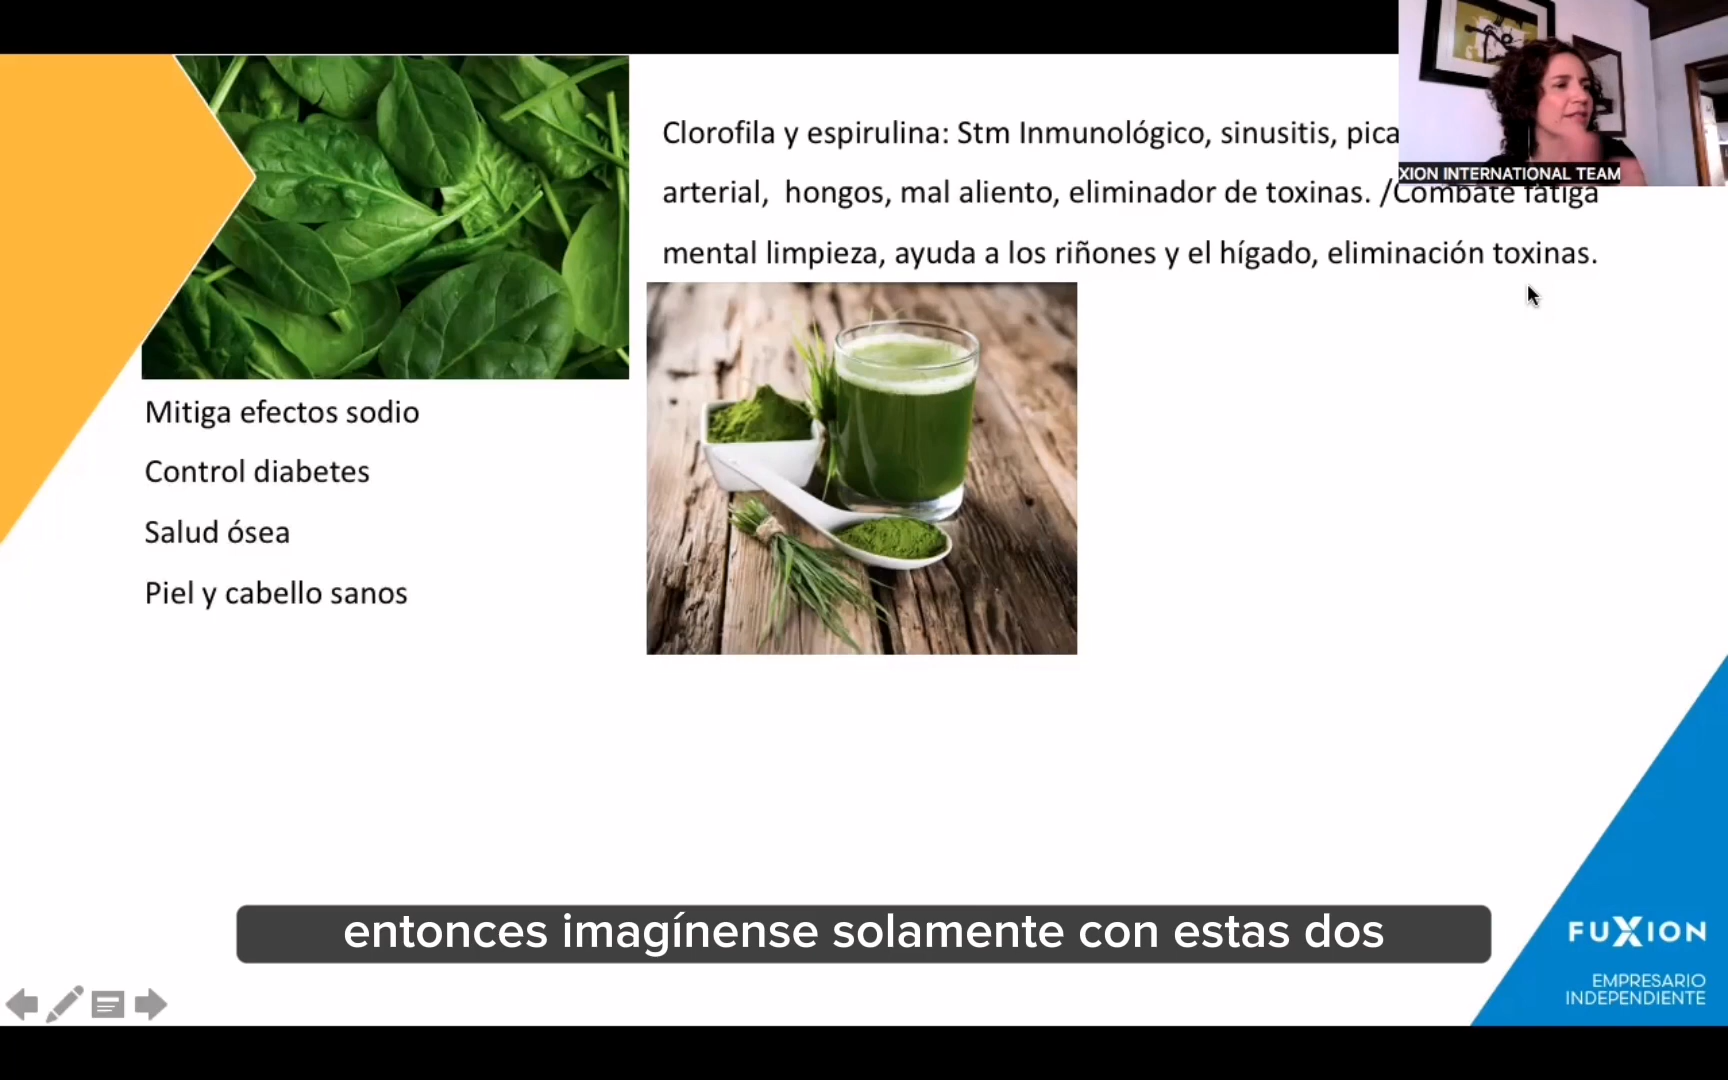 Clorofila y espirulina: Stm Inmunológico, sinusitis, pica
arterial, hongos, mal aliento, eliminador de toxinas. /Combate fatiga
mental limpieza, ayuda a los riñones y el hígado, eliminación toxinas.
XION INTERNATIONAL TEAM
Mitiga efectos sodio
Control diabetes
Salud ósea
Piel y cabello sanos
entonces imagínense solamente con estas dos
FUXION
EMPRESARIO
INDEPENDIENTE